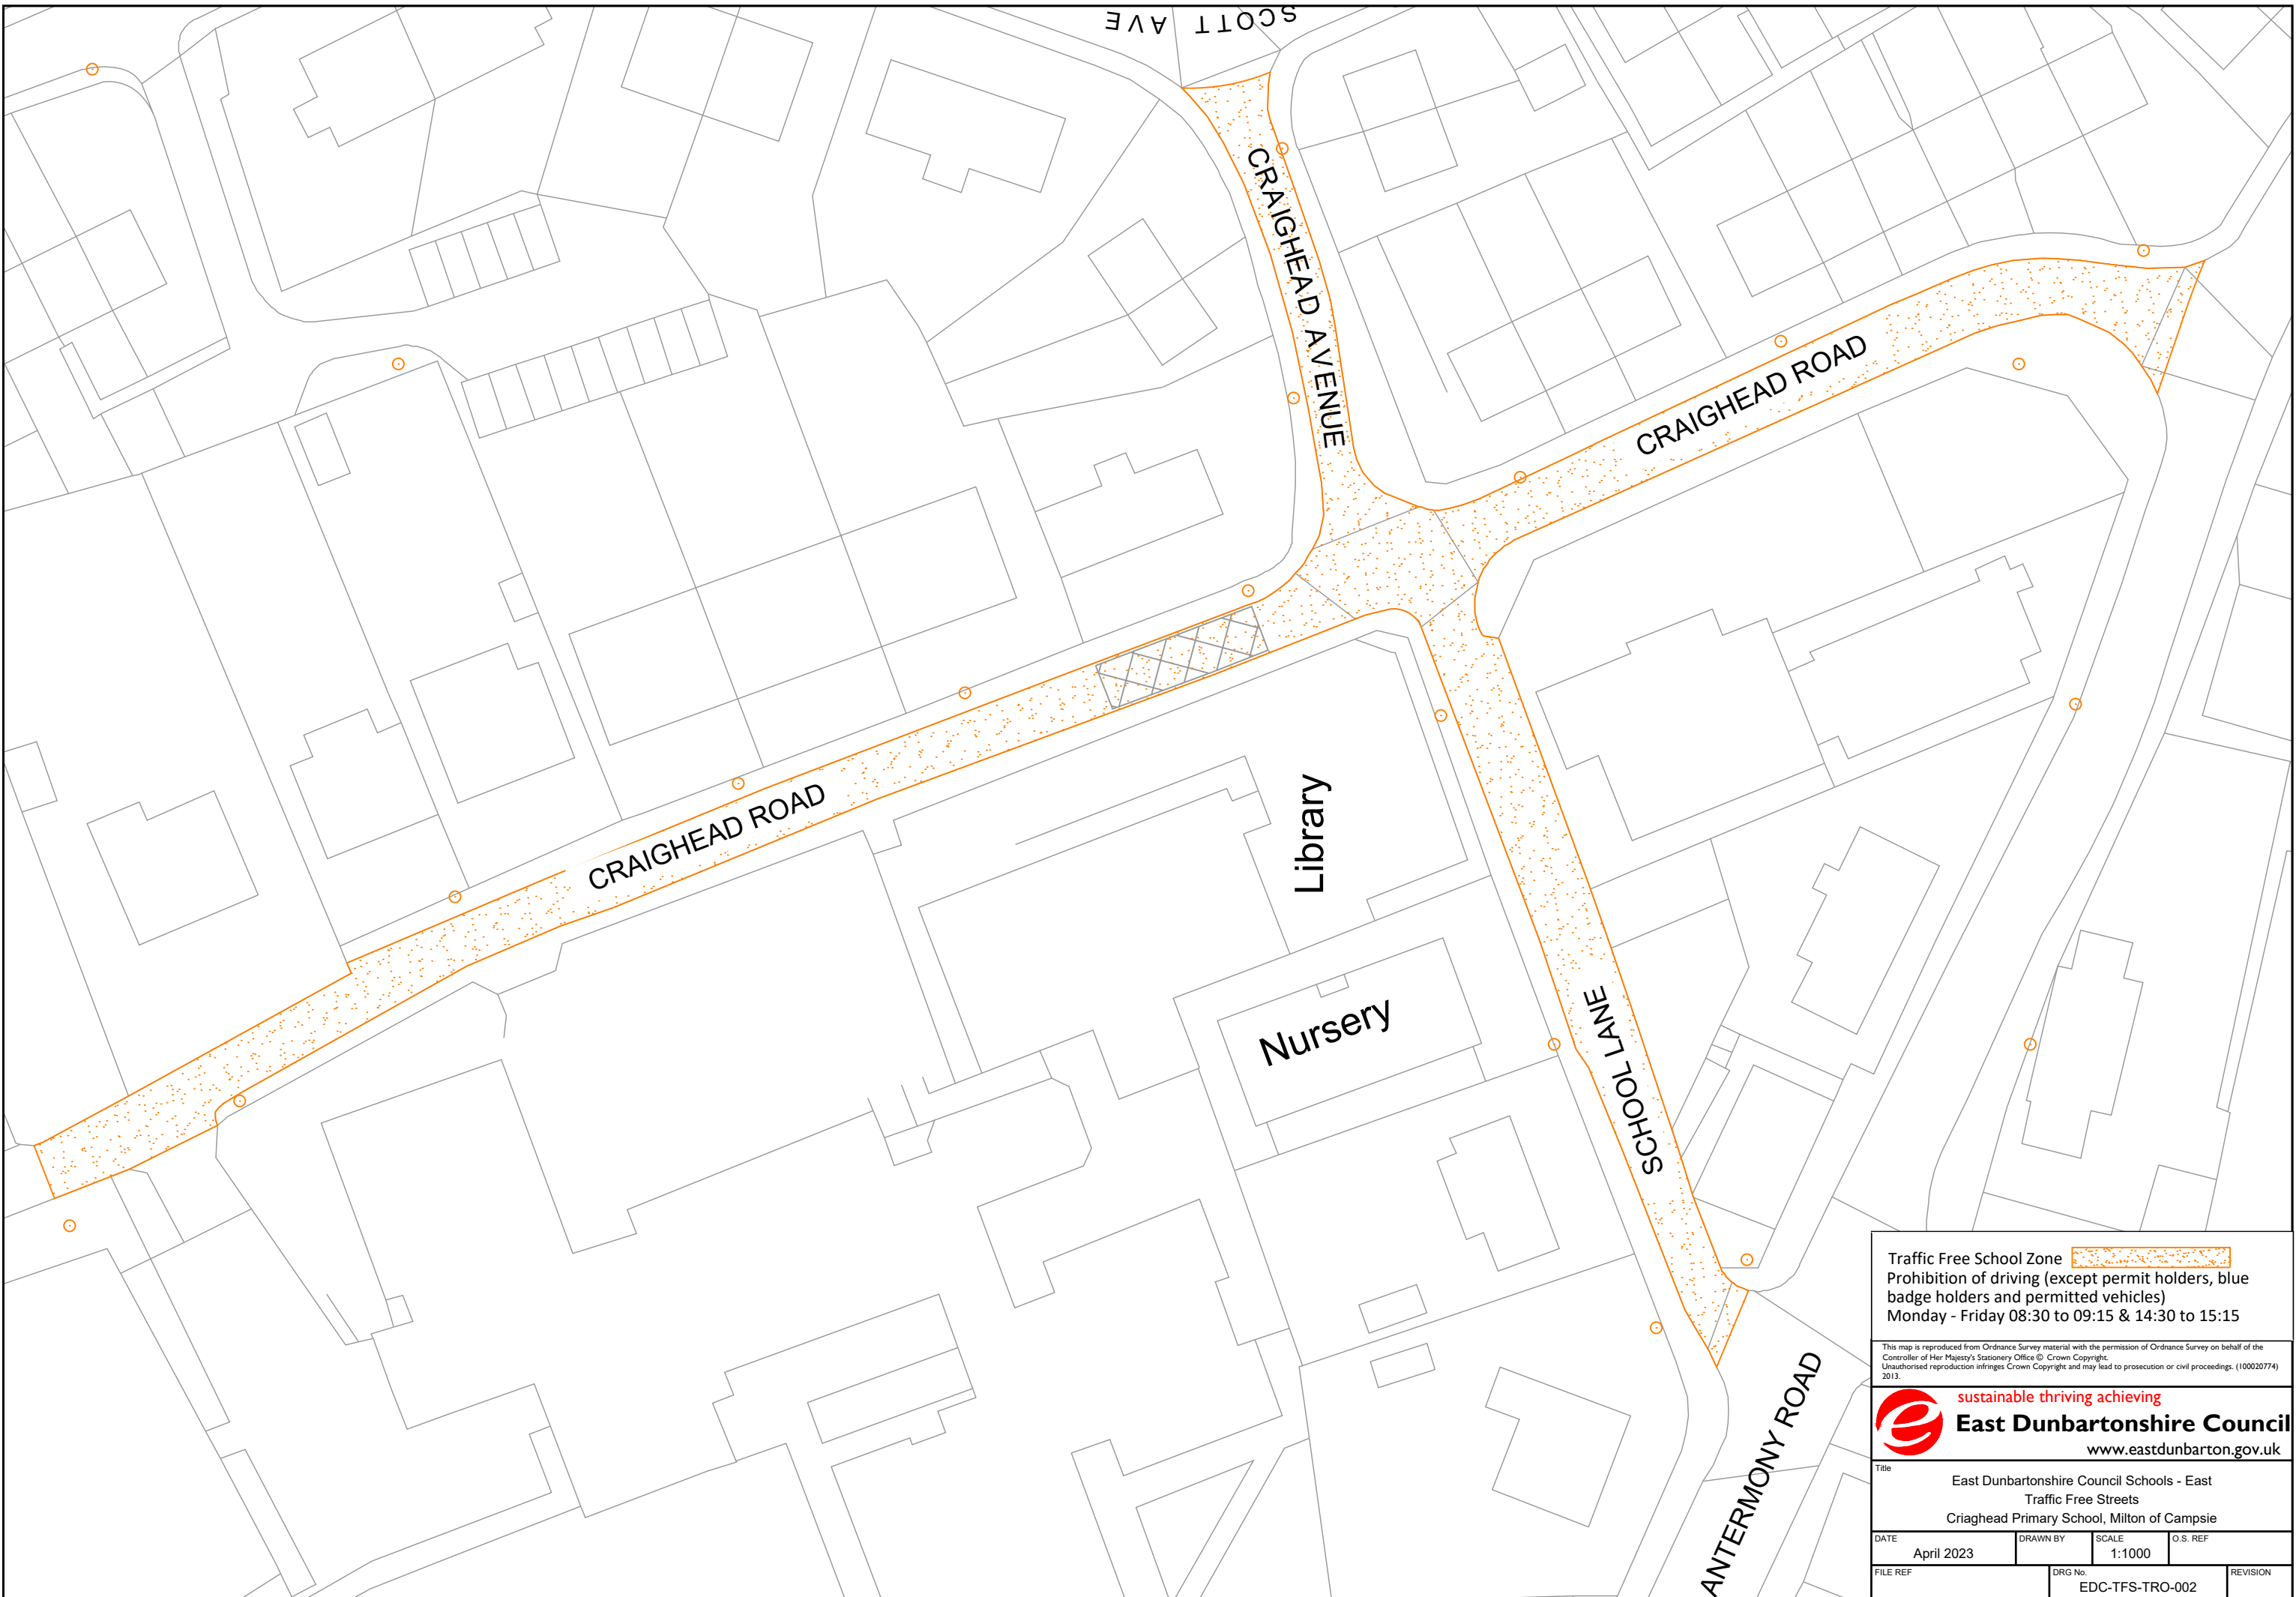 SCOTT AVE
CRAIGHEAD AVENUE
CRAIGHEAD ROAD
CRAIGHEAD ROAD
Library
Nursery
SCHOOL LANE
ANTERMONY ROAD
Traffic Free School Zone
Prohibition of driving (except permit holders, blue
badge holders and permitted vehicles)
Monday - Friday 08:30 to 09:15 & 14:30 to 15:15
This map is reproduced from Ordnance Survey material with the permission of Ordnance Survey on behalf of the
Controller of Her Majesty's Stationery Office © Crown Copyright.
Unauthorised reproduction infringes Crown Copyright and may lead to prosecution or civil proceedings. (100020774)
2013.
sustainable thriving achieving
East Dunbartonshire Council
www.eastdunbarton.gov.uk
Title
East Dunbartonshire Council Schools - East
Traffic Free Streets
Criaghead Primary School, Milton of Campsie
DATE
April 2023
DRAWN BY
SCALE
1:1000
O.S. REF
FILE REF
DRG No.
EDC-TFS-TRO-002
REVISION